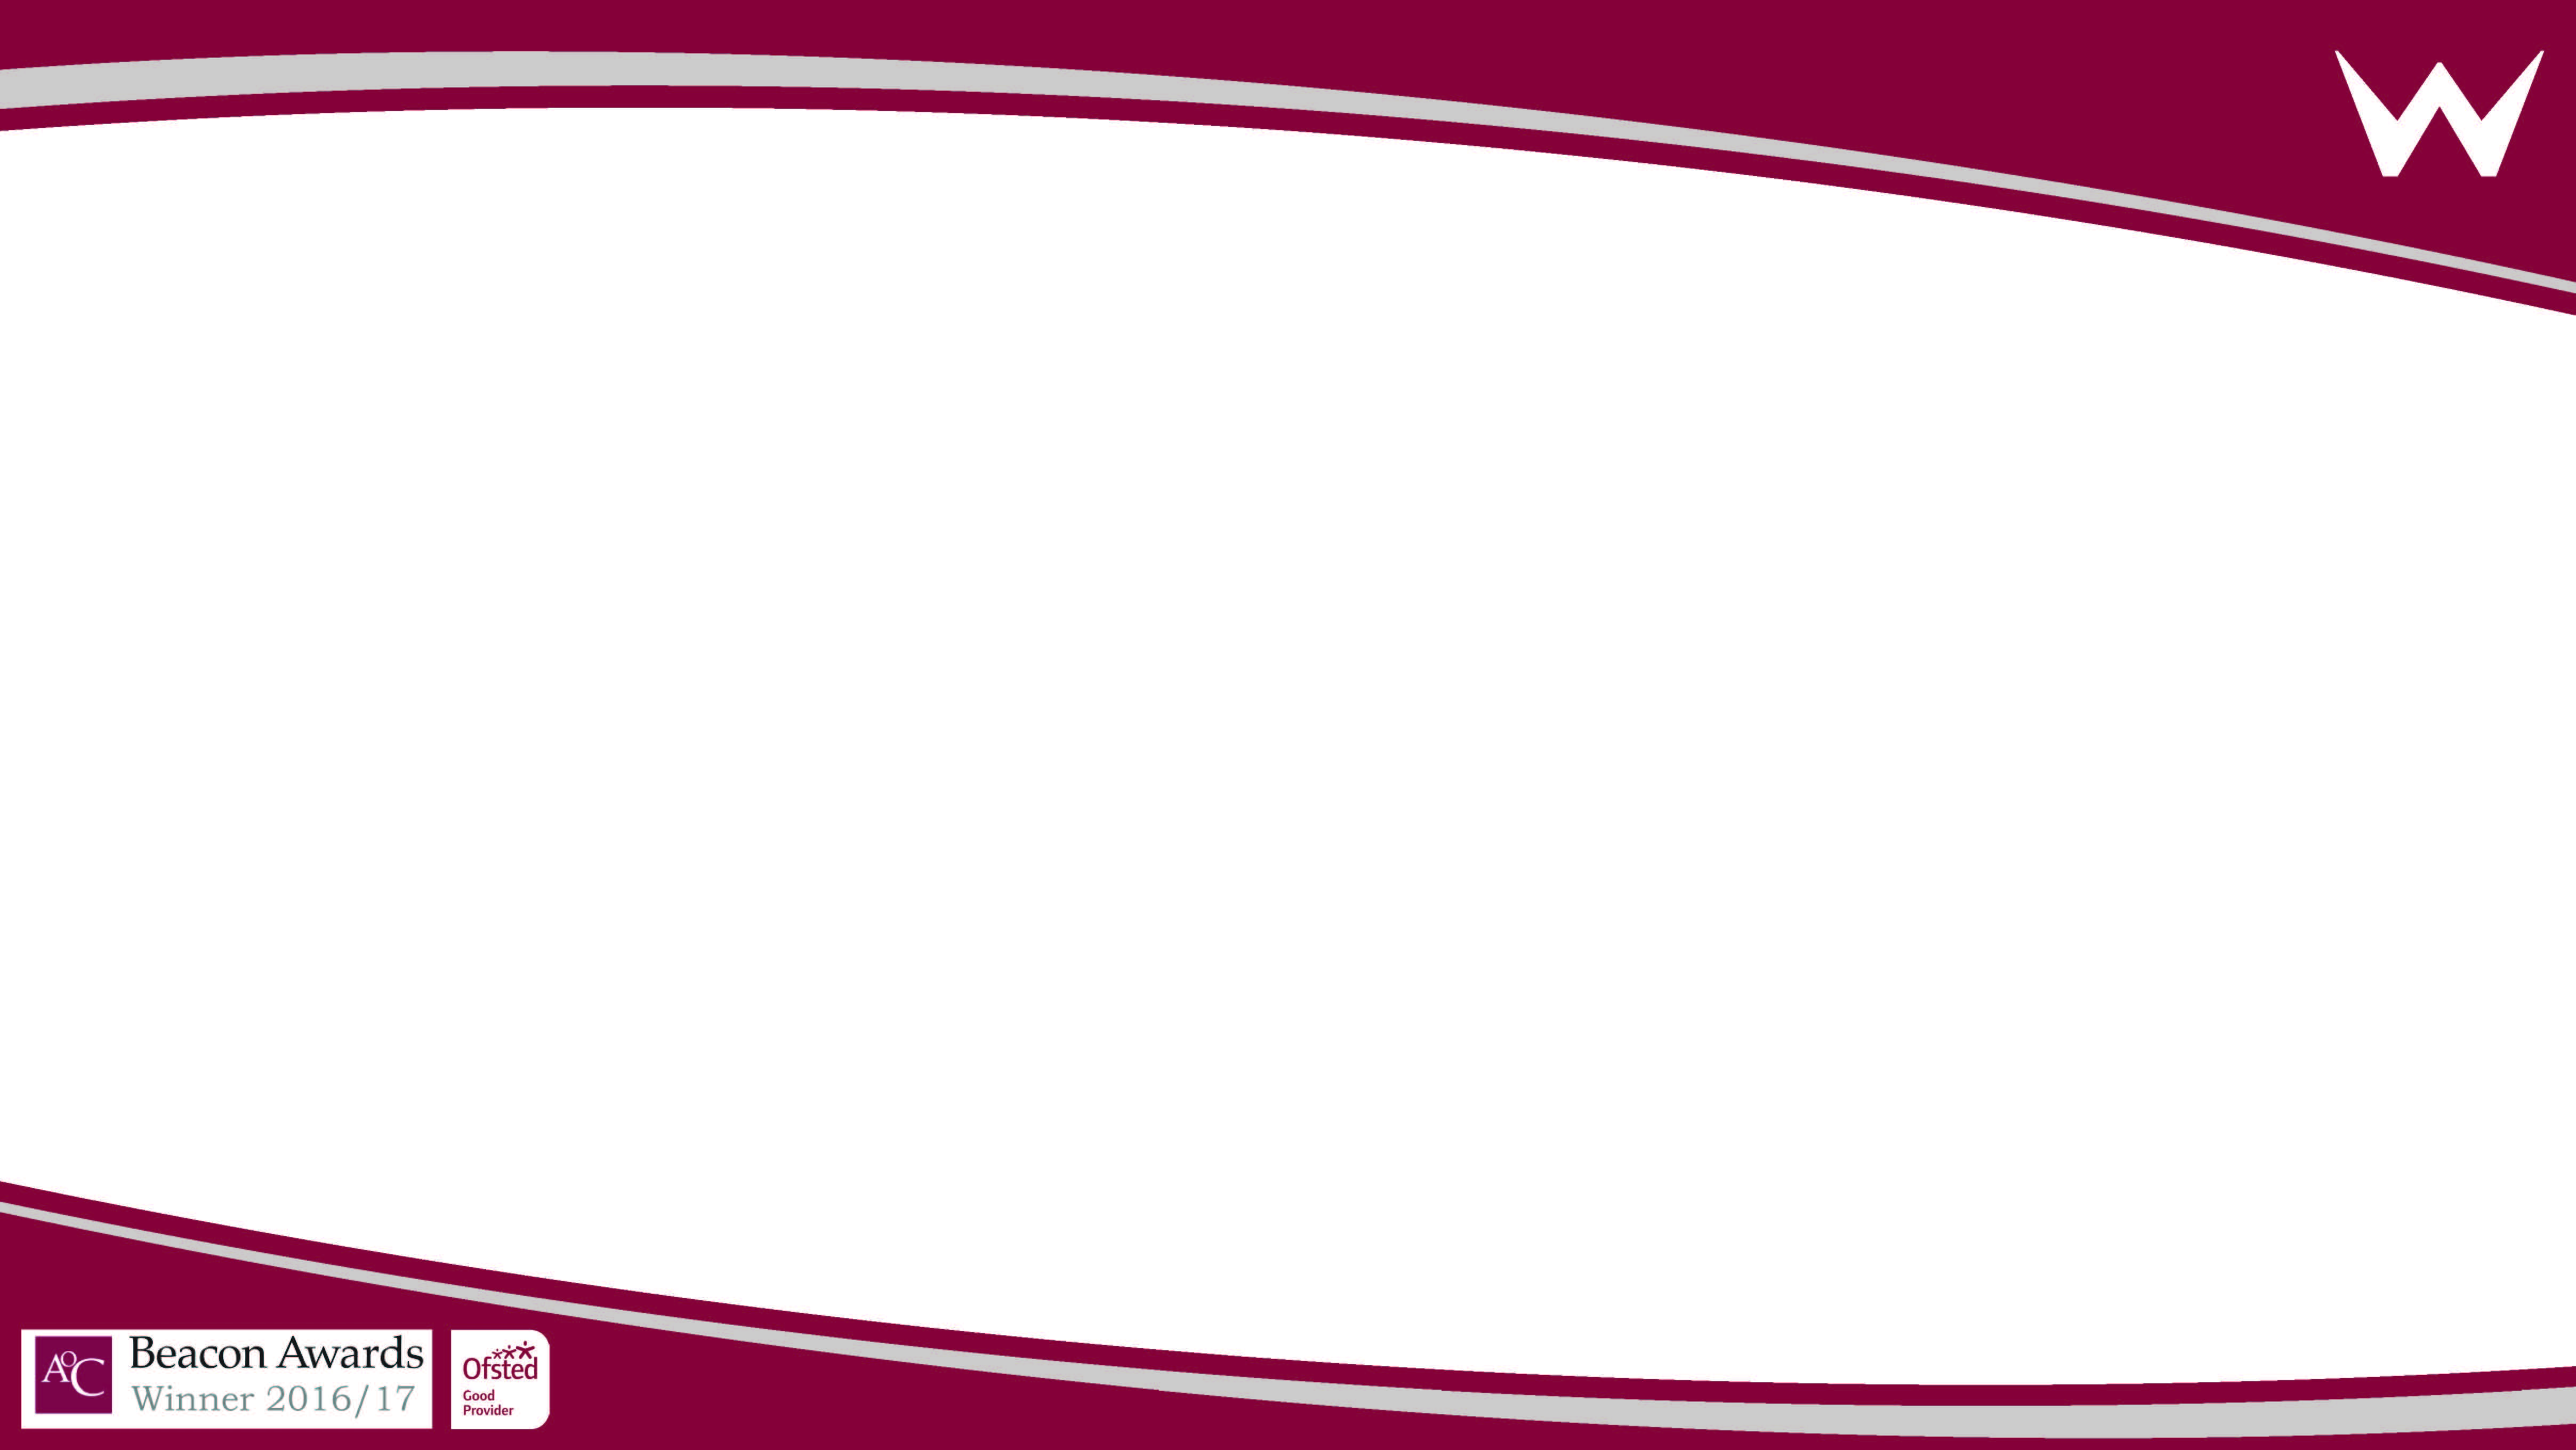 W
AoC
Beacon Awards
Winner 2016/17
Ofsted
Good
Provider